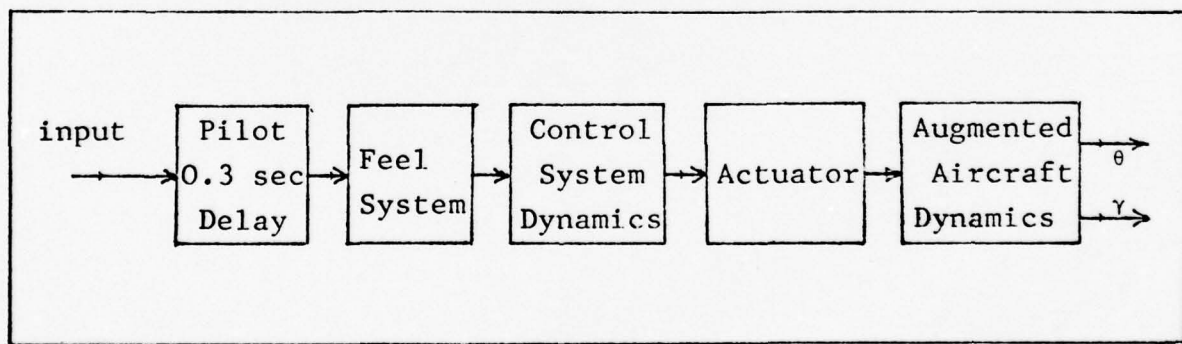 input
Pilot
0.3 sec
Delay
Feel
System
Control
System
Dynamics
Actuator
Augmented
Aircraft
Dynamics
θ
γ